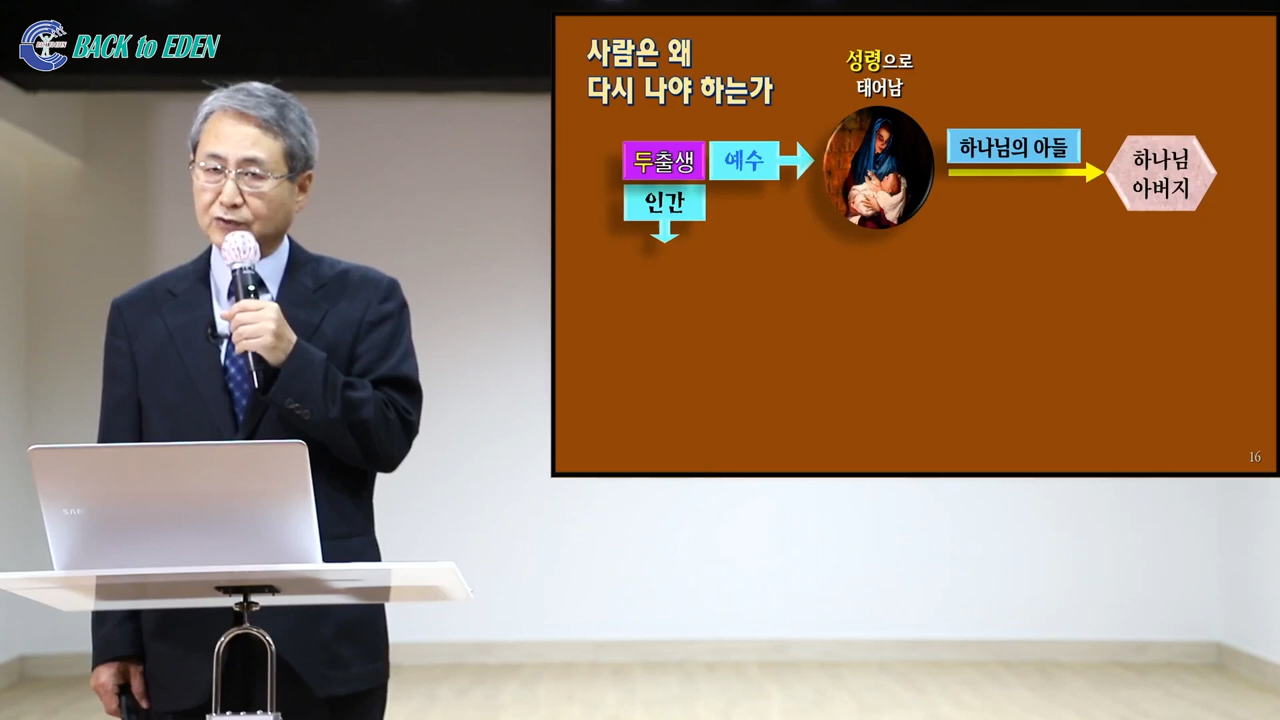 BACK to EDEN
사람은 왜
다시 나야 하는가
성령으로
태어남
두출생
예수
하나님의 아들
하나님
아버지
인간
16